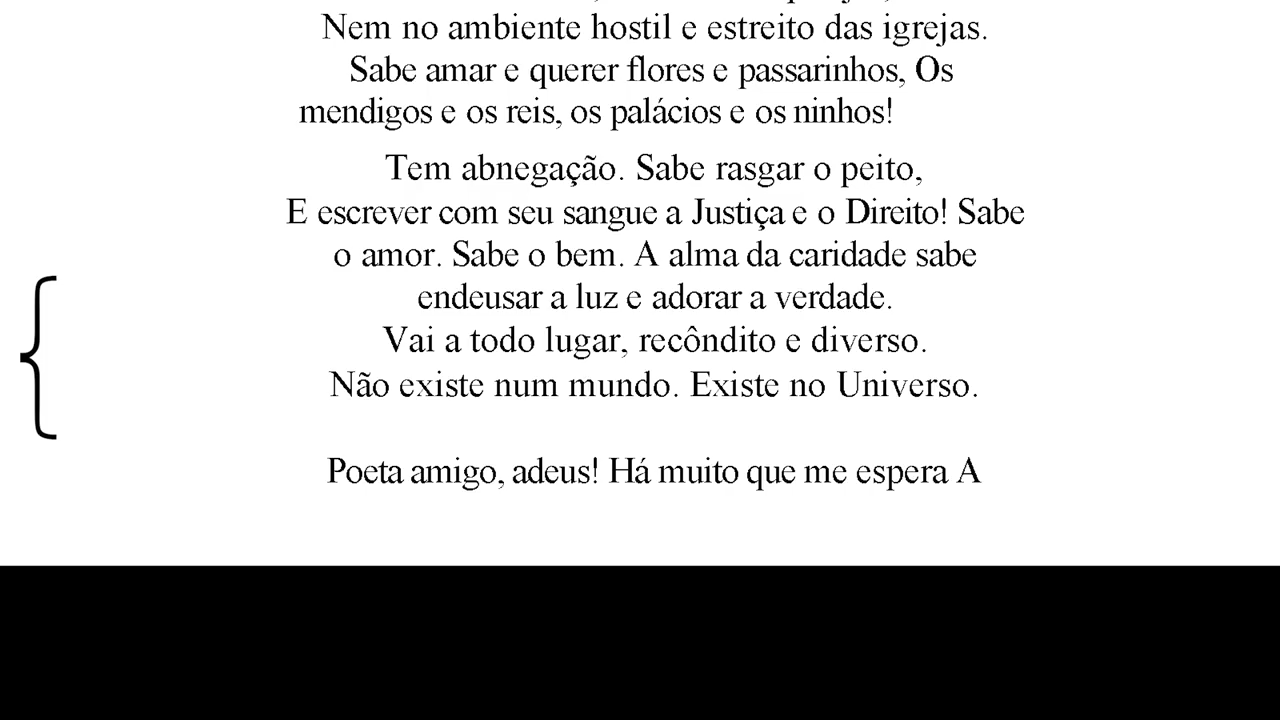 Nem no ambiente hostil e estreito das igrejas.
Sabe amar e querer flores e passarinhos, Os
mendigos e os reis, os palácios e os ninhos!
Tem abnegação. Sabe rasgar o peito,
E escrever com seu sangue a Justiça e o Direito! Sabe
o amor. Sabe o bem. A alma da caridade sabe
endeusar a luz e adorar a verdade.
Vai a todo lugar, recôndito e diverso.
Não existe num mundo. Existe no Universo.
Poeta amigo, adeus! Há muito que me espera A